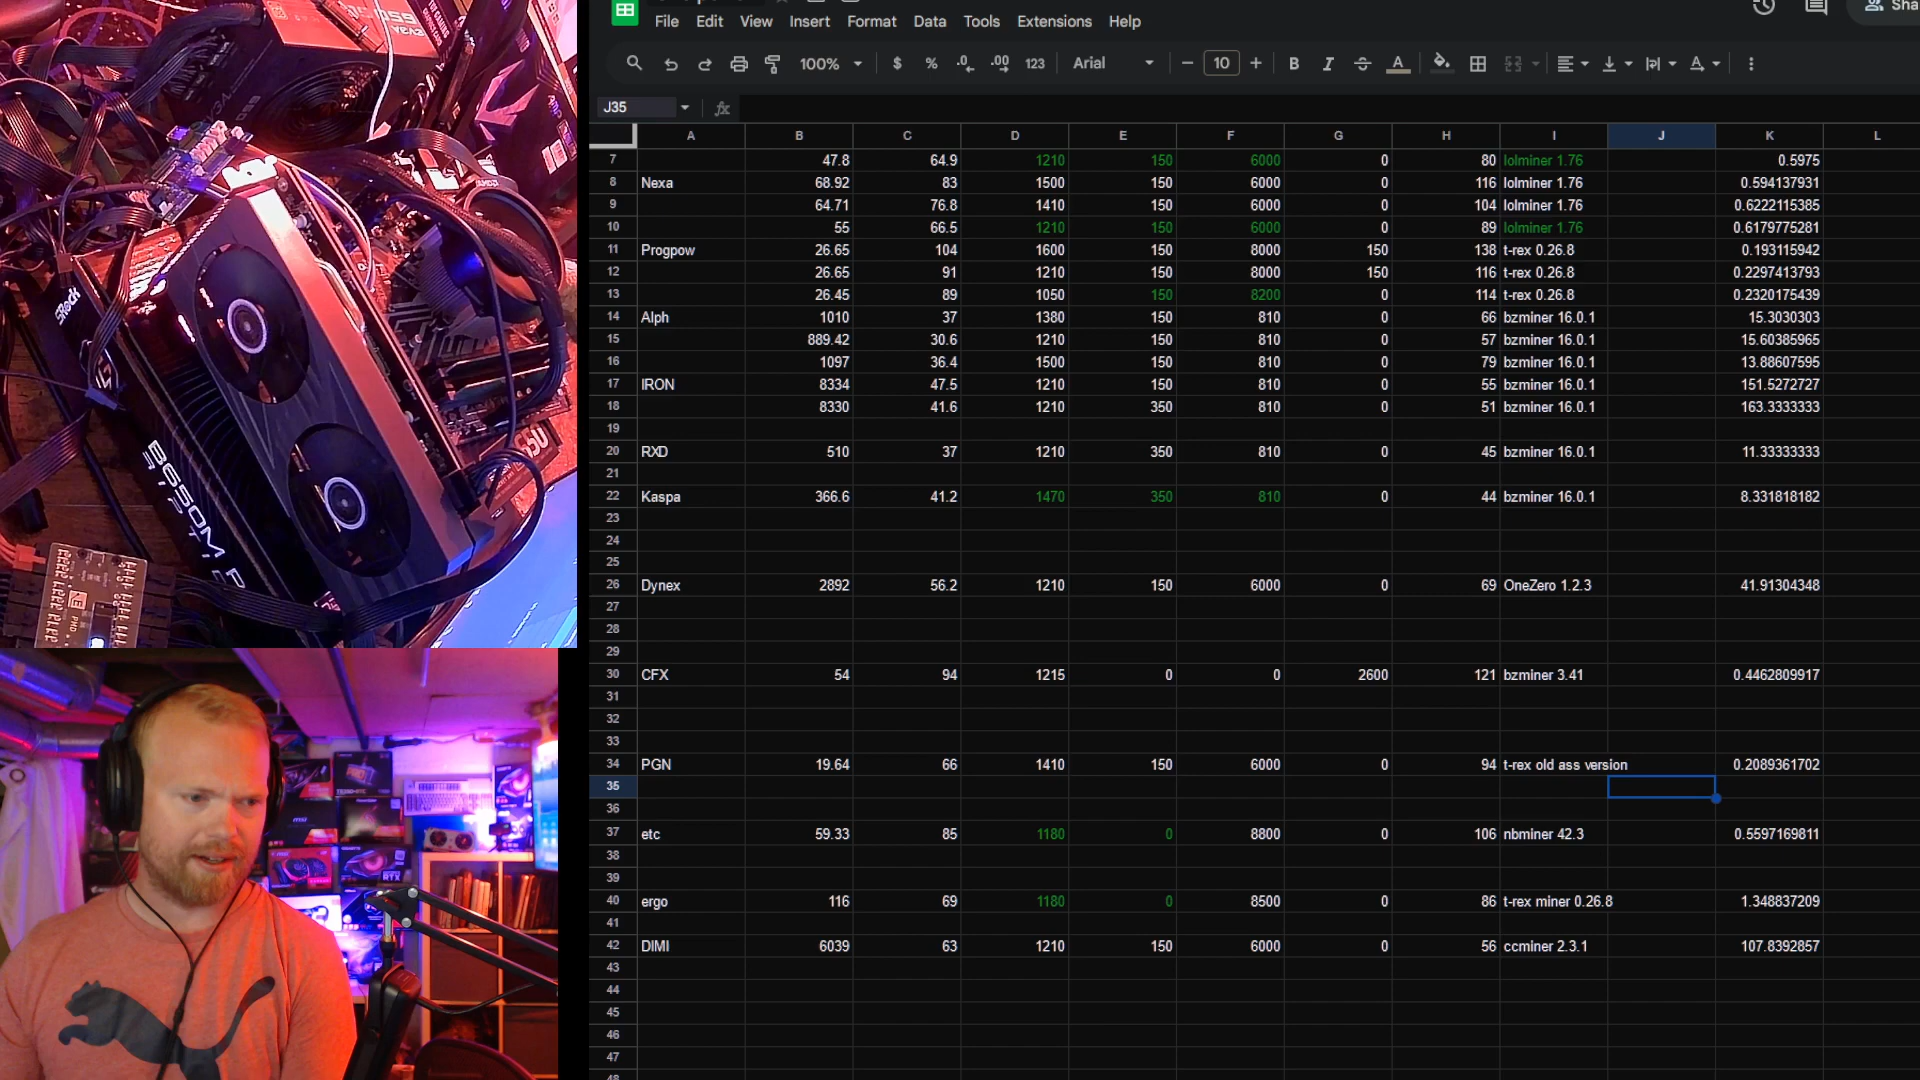 File Edit View Insert Format Data Tools Extensions Help
100% $ % .0 .00 123 Arial 10 B I A
J35 fx
A B C D E F G H I J K L
7 47.8 64.9 1210 150 6000 0 80 lolminer 1.76 0.5975
8 Nexa 68.92 83 1500 150 6000 0 116 lolminer 1.76 0.594137931
9 64.71 76.8 1410 150 6000 0 104 lolminer 1.76 0.6222115385
10 55 66.5 1210 150 6000 0 89 lolminer 1.76 0.6179775281
11 Progpow 26.65 104 1600 150 8000 150 138 t-rex 0.26.8 0.193115942
12 26.65 91 1210 150 8000 150 116 t-rex 0.26.8 0.2297413793
13 26.45 89 1050 150 8200 0 114 t-rex 0.26.8 0.2320175439
14 Alph 1010 37 1380 150 810 0 66 bzminer 16.0.1 15.3030303
15 889.42 30.6 1210 150 810 0 57 bzminer 16.0.1 15.60385965
16 1097 36.4 1500 150 810 0 79 bzminer 16.0.1 13.88607595
17 IRON 8334 47.5 1210 150 810 0 55 bzminer 16.0.1 151.5272727
18 8330 41.6 1210 350 810 0 51 bzminer 16.0.1 163.3333333
19
20 RXD 510 37 1210 350 810 0 45 bzminer 16.0.1 11.33333333
21
22 Kaspa 366.6 41.2 1470 350 810 0 44 bzminer 16.0.1 8.331818182
23
24
25
26 Dynex 2892 56.2 1210 150 6000 0 69 OneZero 1.2.3 41.91304348
27
28
29
30 CFX 54 94 1215 0 0 2600 121 bzminer 3.41 0.4462809917
31
32
33
34 PGN 19.64 66 1410 150 6000 0 94 t-rex old ass version 0.2089361702
35
36
37 etc 59.33 85 1180 0 8800 0 106 nbminer 42.3 0.5597169811
38
39
40 ergo 116 69 1180 0 8500 0 86 t-rex miner 0.26.8 1.348837209
41
42 DIMI 6039 63 1210 150 6000 0 56 ccminer 2.3.1 107.8392857
43
44
45
46
47
B650M P